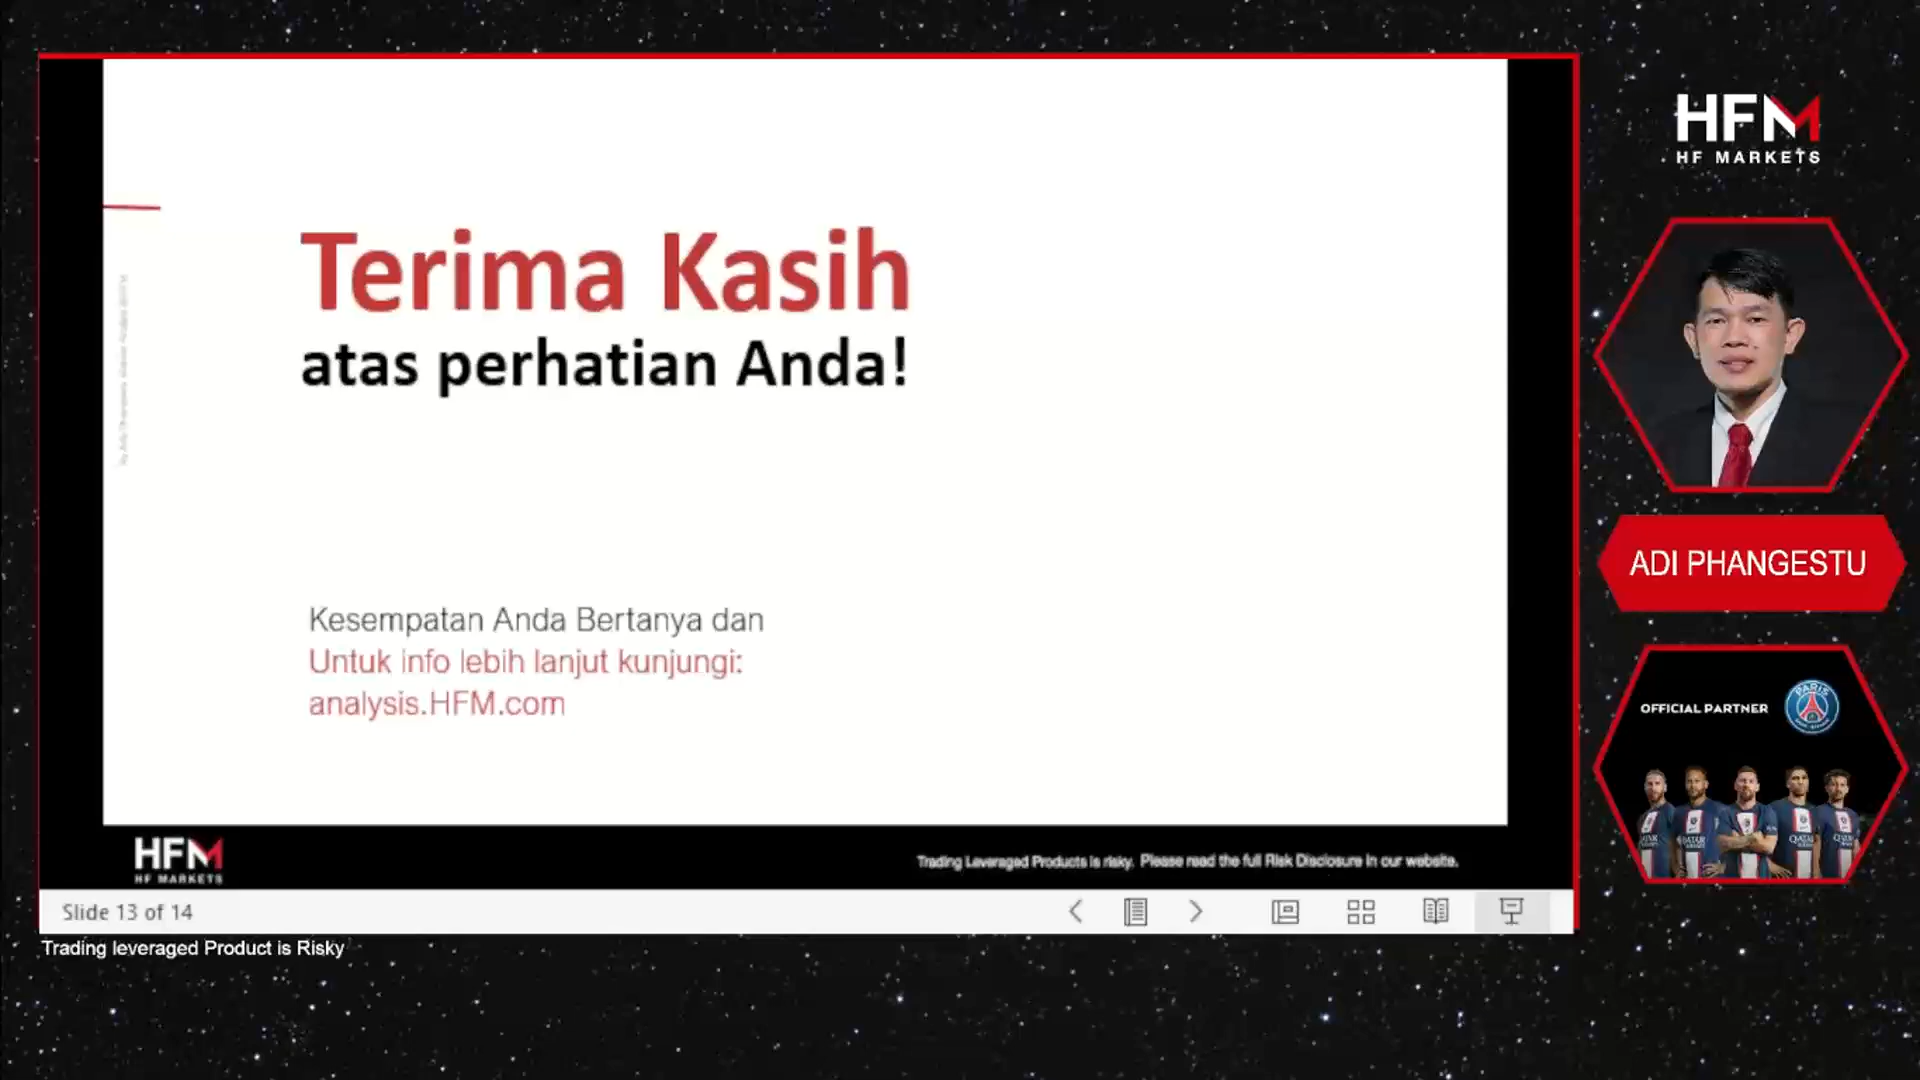 Terima Kasih
atas perhatian Anda!
Kesempatan Anda Bertanya dan
Untuk info lebih lanjut kunjungi:
analysis.HFM.com
HFM
HF MARKETS
Trading Leveraged Products is risky. Please read the full Risk Disclosure in our website.
Slide 13 of 14
Trading leveraged Product is Risky
HFM
HF MARKETS
ADI PHANGESTU
OFFICIAL PARTNER
PARIS